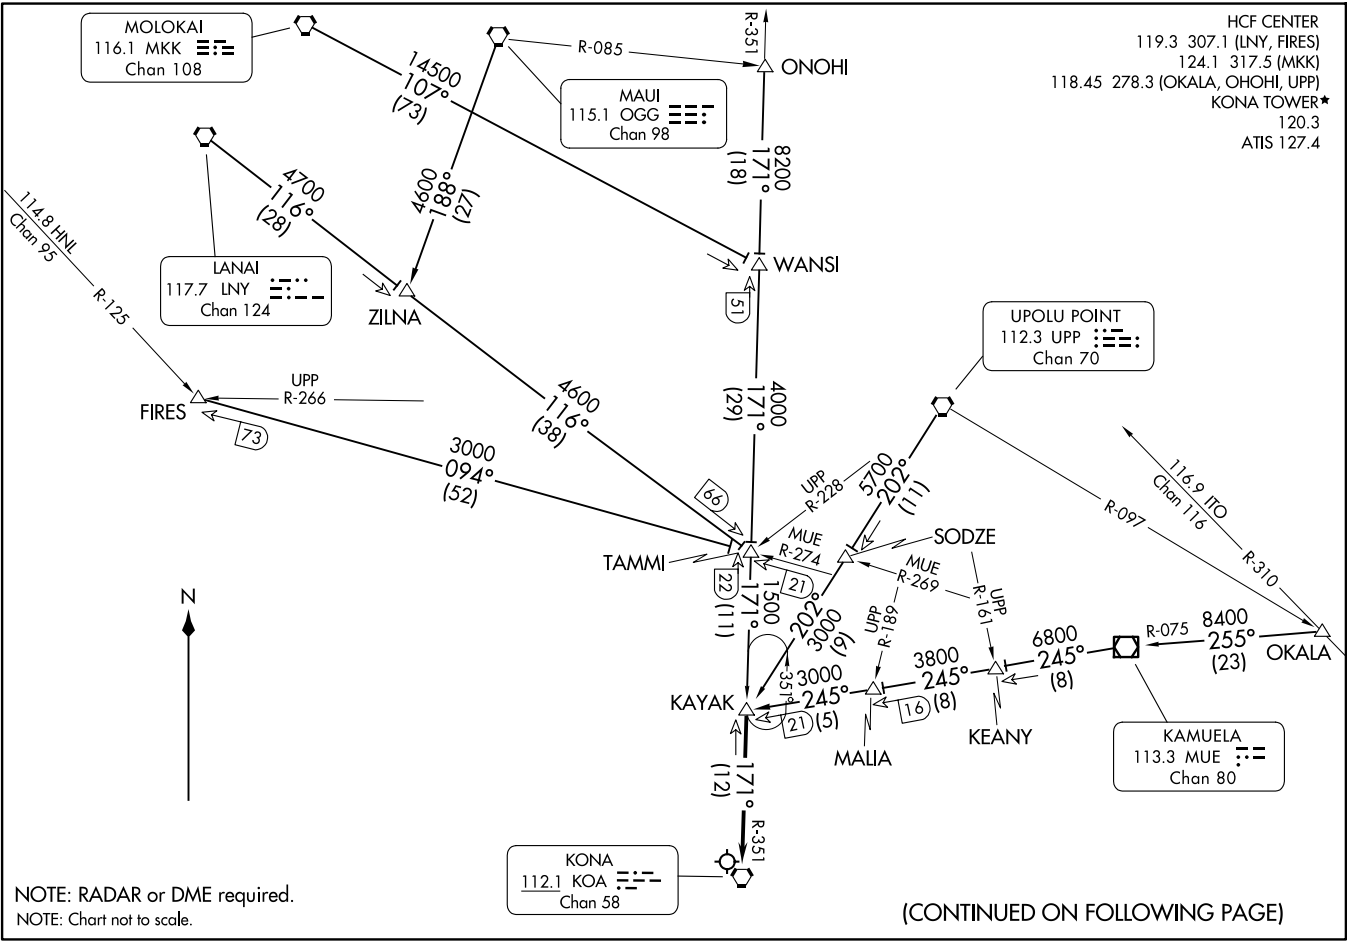 MOLOKAI
116.1 MKK
Chan 108
R-085
R-351
ONOHI
HCF CENTER
119.3 307.1 (LNY, FIRES)
124.1 317.5 (MKK)
118.45 278.3 (OKALA, OHOHI, UPP)
KONA TOWER★
120.3
ATIS 127.4
14500
107°
(73)
MAUI
115.1 OGG
Chan 98
8200
171°
(18)
4700
116°
(28)
4600
188°
(27)
114.8 HNL
Chan 95
R-125
LANAI
117.7 LNY
Chan 124
ZILNA
WANSI
51
UPOLU POINT
112.3 UPP
Chan 70
FIRES
UPP
R-266
73
4600
116°
(38)
4000
171°
(29)
3000
094°
(52)
66
UPP
R-228
5700
202°
(11)
116.9 ITO
Chan 116
R-097
R-310
TAMMI
MUE
R-274
21
22
SODZE
MUE
R-269
UPP
R-161
UPP
R-189
1500
171°
(11)
202°
3000
(9)
N
351°
KAYAK
3000
245°
(5)
21
3800
245°
(8)
16
6800
245°
(8)
R-075
8400
255°
(23)
OKALA
MALIA
KEANY
KAMUELA
113.3 MUE
Chan 80
171°
(12)
R-351
KONA
112.1 KOA
Chan 58
NOTE: RADAR or DME required.
NOTE: Chart not to scale.
(CONTINUED ON FOLLOWING PAGE)